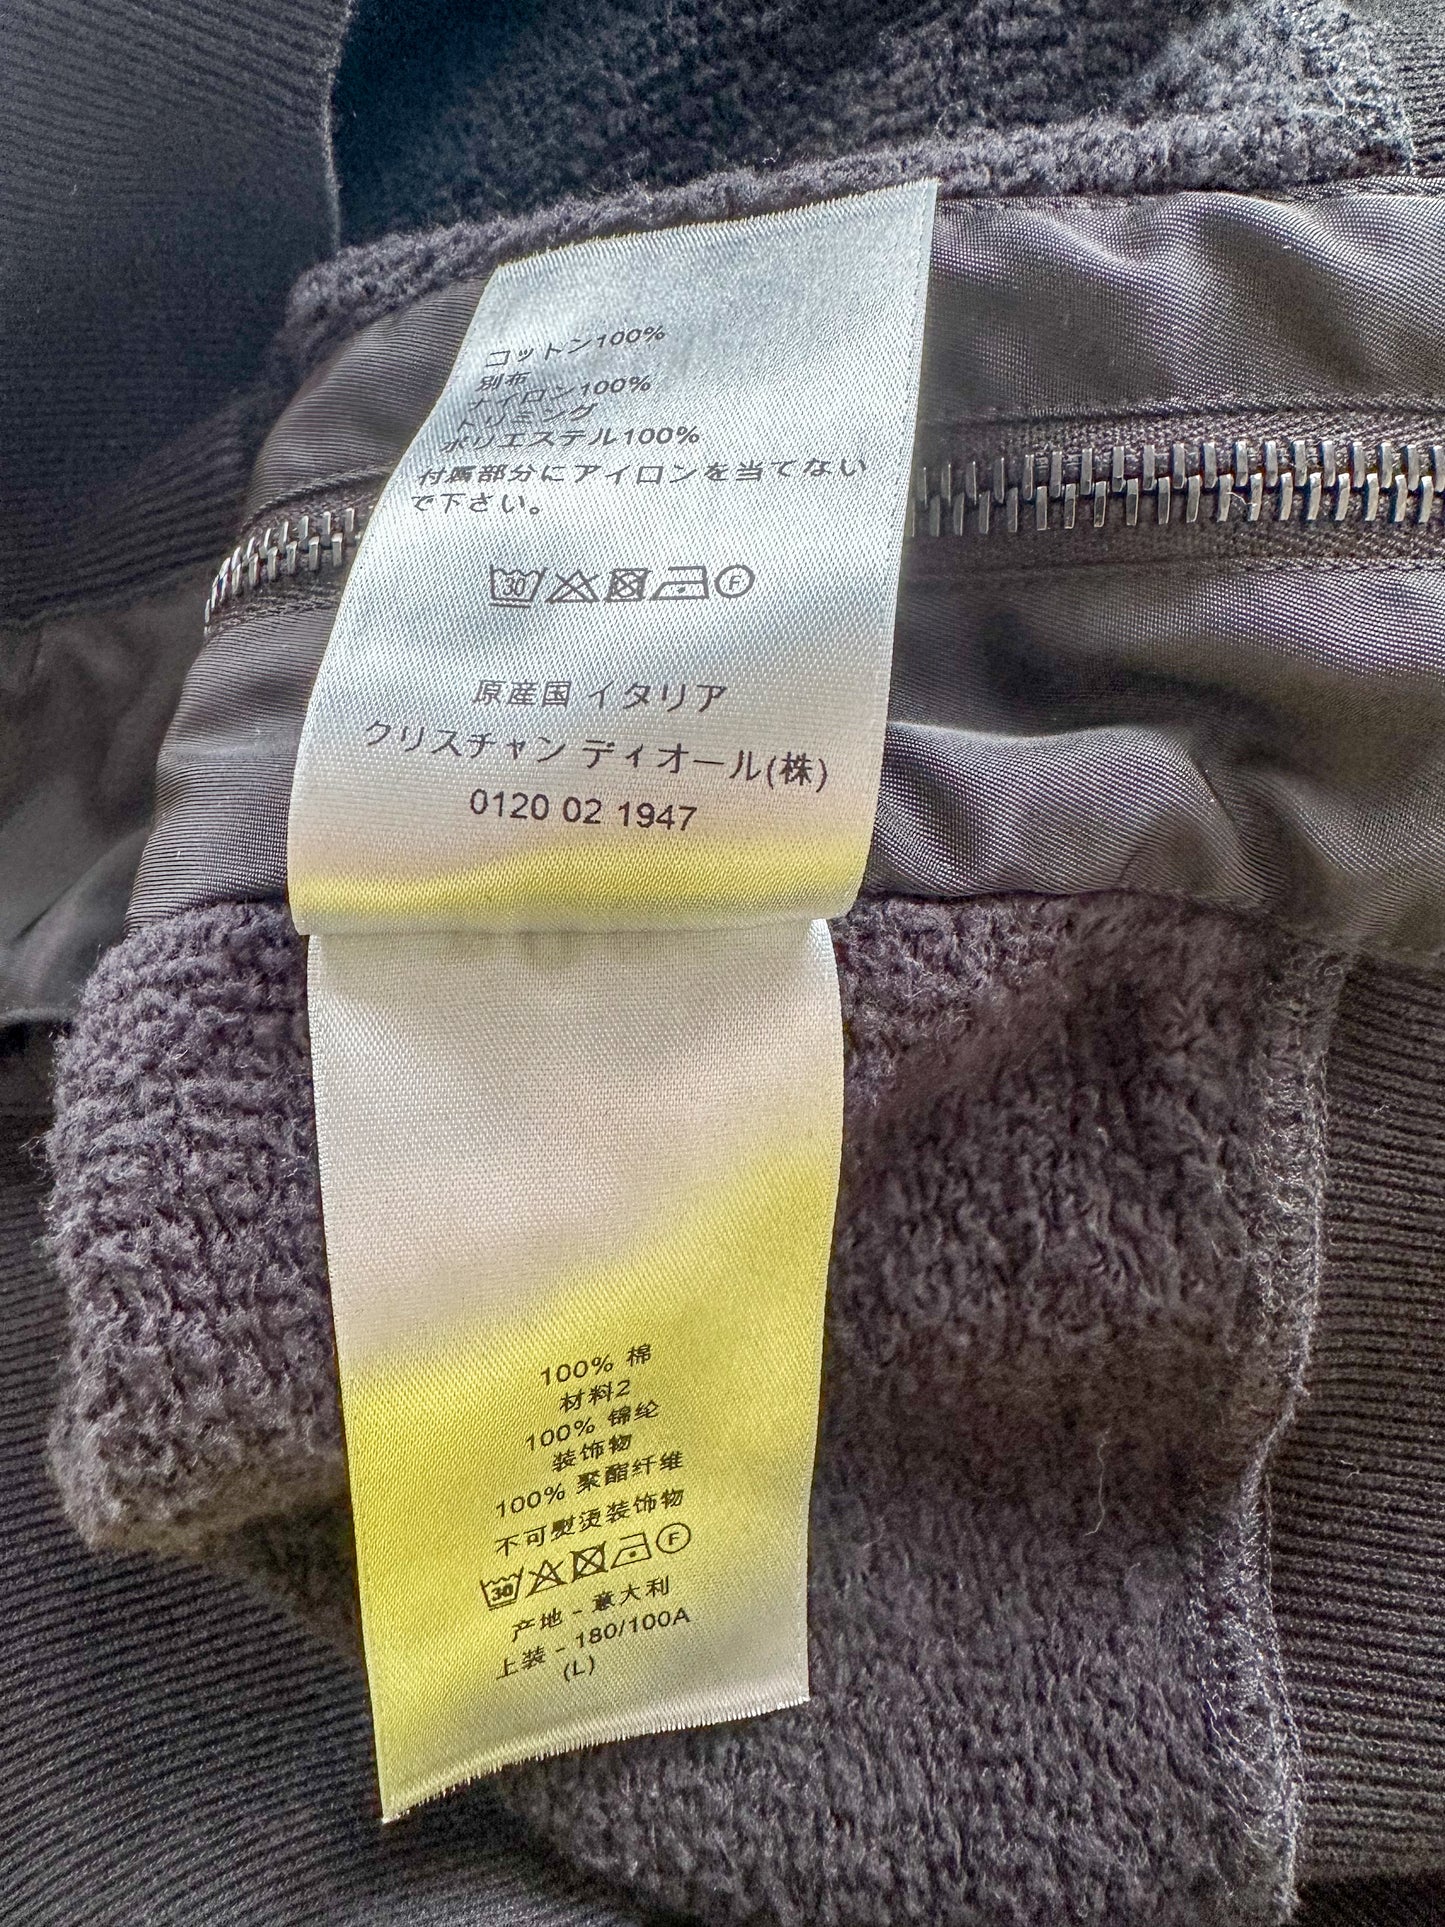 コットン100%
別布
ナイロン100%
トリミング
ポリエステル100%
付属部分にアイロンを当てない
で下さい。
30 F
原産国 イタリア
クリスチャン ディオール(株)
0120 02 1947
100% 棉
材料2
100% 锦纶
装饰物
100% 聚酯纤维
不可熨烫装饰物
30 F
产地 - 意大利
上装 - 180/100A
(L)